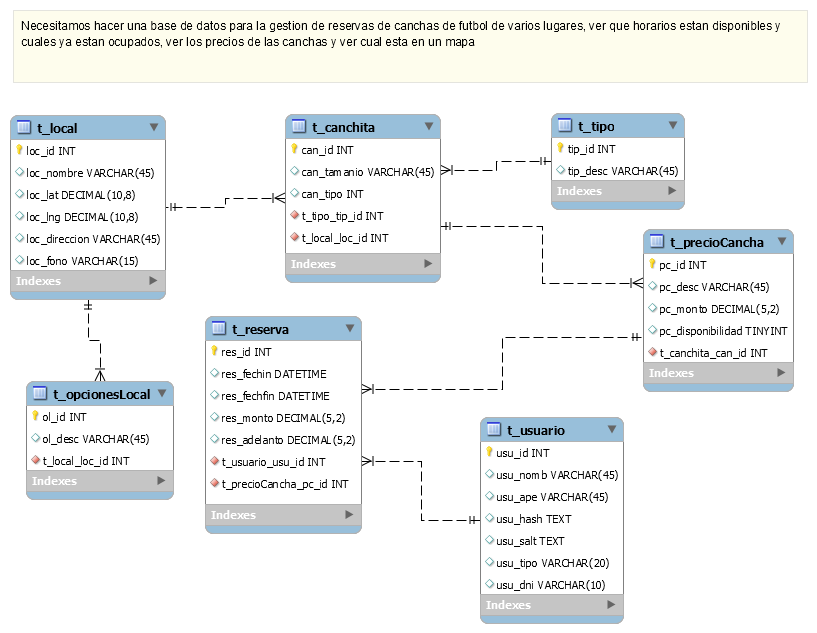 Necesitamos hacer una base de datos para la gestion de reservas de canchas de futbol de varios lugares, ver que horarios estan disponibles y
cuales ya estan ocupados, ver los precios de las canchas y ver cual esta en un mapa
t_local
loc_id INT
loc_nombre VARCHAR(45)
loc_lat DECIMAL(10,8)
loc_lng DECIMAL(10,8)
loc_direccion VARCHAR(45)
loc_fono VARCHAR(15)
Indexes
t_canchita
can_id INT
can_tamanio VARCHAR(45)
can_tipo INT
t_tipo_tip_id INT
t_local_loc_id INT
Indexes
t_tipo
tip_id INT
tip_desc VARCHAR(45)
Indexes
t_precioCancha
pc_id INT
pc_desc VARCHAR(45)
pc_monto DECIMAL(5,2)
pc_disponibilidad TINYINT
t_canchita_can_id INT
Indexes
t_reserva
res_id INT
res_fechin DATETIME
res_fechfin DATETIME
res_monto DECIMAL(5,2)
res_adelanto DECIMAL(5,2)
t_usuario_usu_id INT
t_precioCancha_pc_id INT
Indexes
t_opcionesLocal
ol_id INT
ol_desc VARCHAR(45)
t_local_loc_id INT
Indexes
t_usuario
usu_id INT
usu_nomb VARCHAR(45)
usu_ape VARCHAR(45)
usu_hash TEXT
usu_salt TEXT
usu_tipo VARCHAR(20)
usu_dni VARCHAR(10)
Indexes